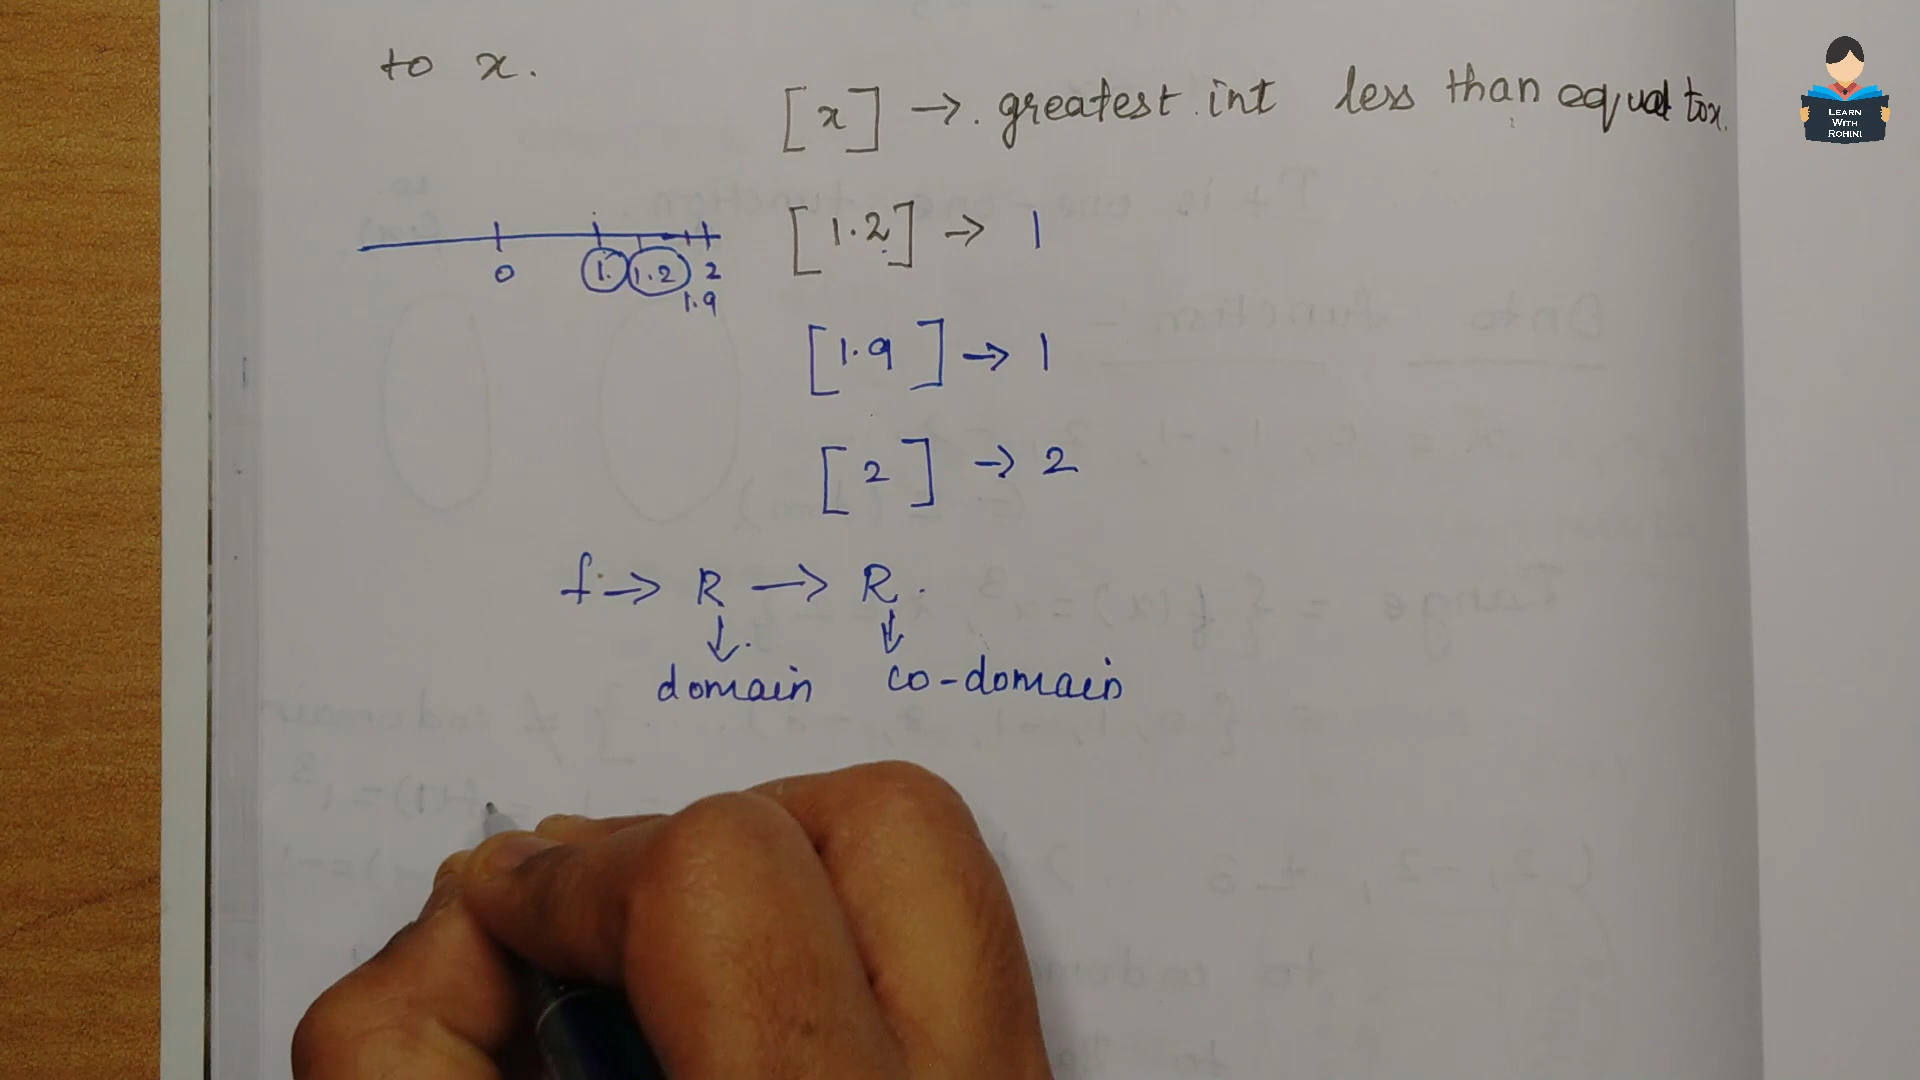 to x.
[x] → . greatest int less than equal to x.
[1.2] → 1
0 1. 1.2 2
1.9
[1.9] → 1
[2] → 2
f → R → R.
↓ ↓
domain co-domain
LEARN
WITH
ROHINI